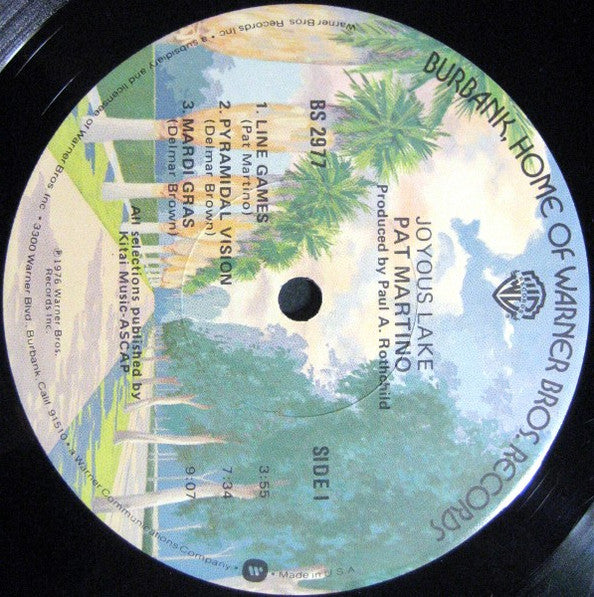 BURBANK, HOME OF WARNER BROS. RECORDS
WB
JOYOUS LAKE
PAT MARTINO
Produced by Paul A. Rothchild
BS 2977
SIDE 1
1. LINE GAMES 3:55
(Pat Martino)
2. PYRAMIDAL VISION 7:34
(Delmar Brown)
3. MARDI GRAS 9:07
(Delmar Brown)
All selections published by
Kitai Music-ASCAP
℗1976 Warner Bros.
Records Inc.
Warner Bros. Records Inc • a subsidiary and licensee of Warner Bros Inc • 3300 Warner Blvd., Burbank, Calif. 91510 • a Warner Communications Company • Made in U.S.A